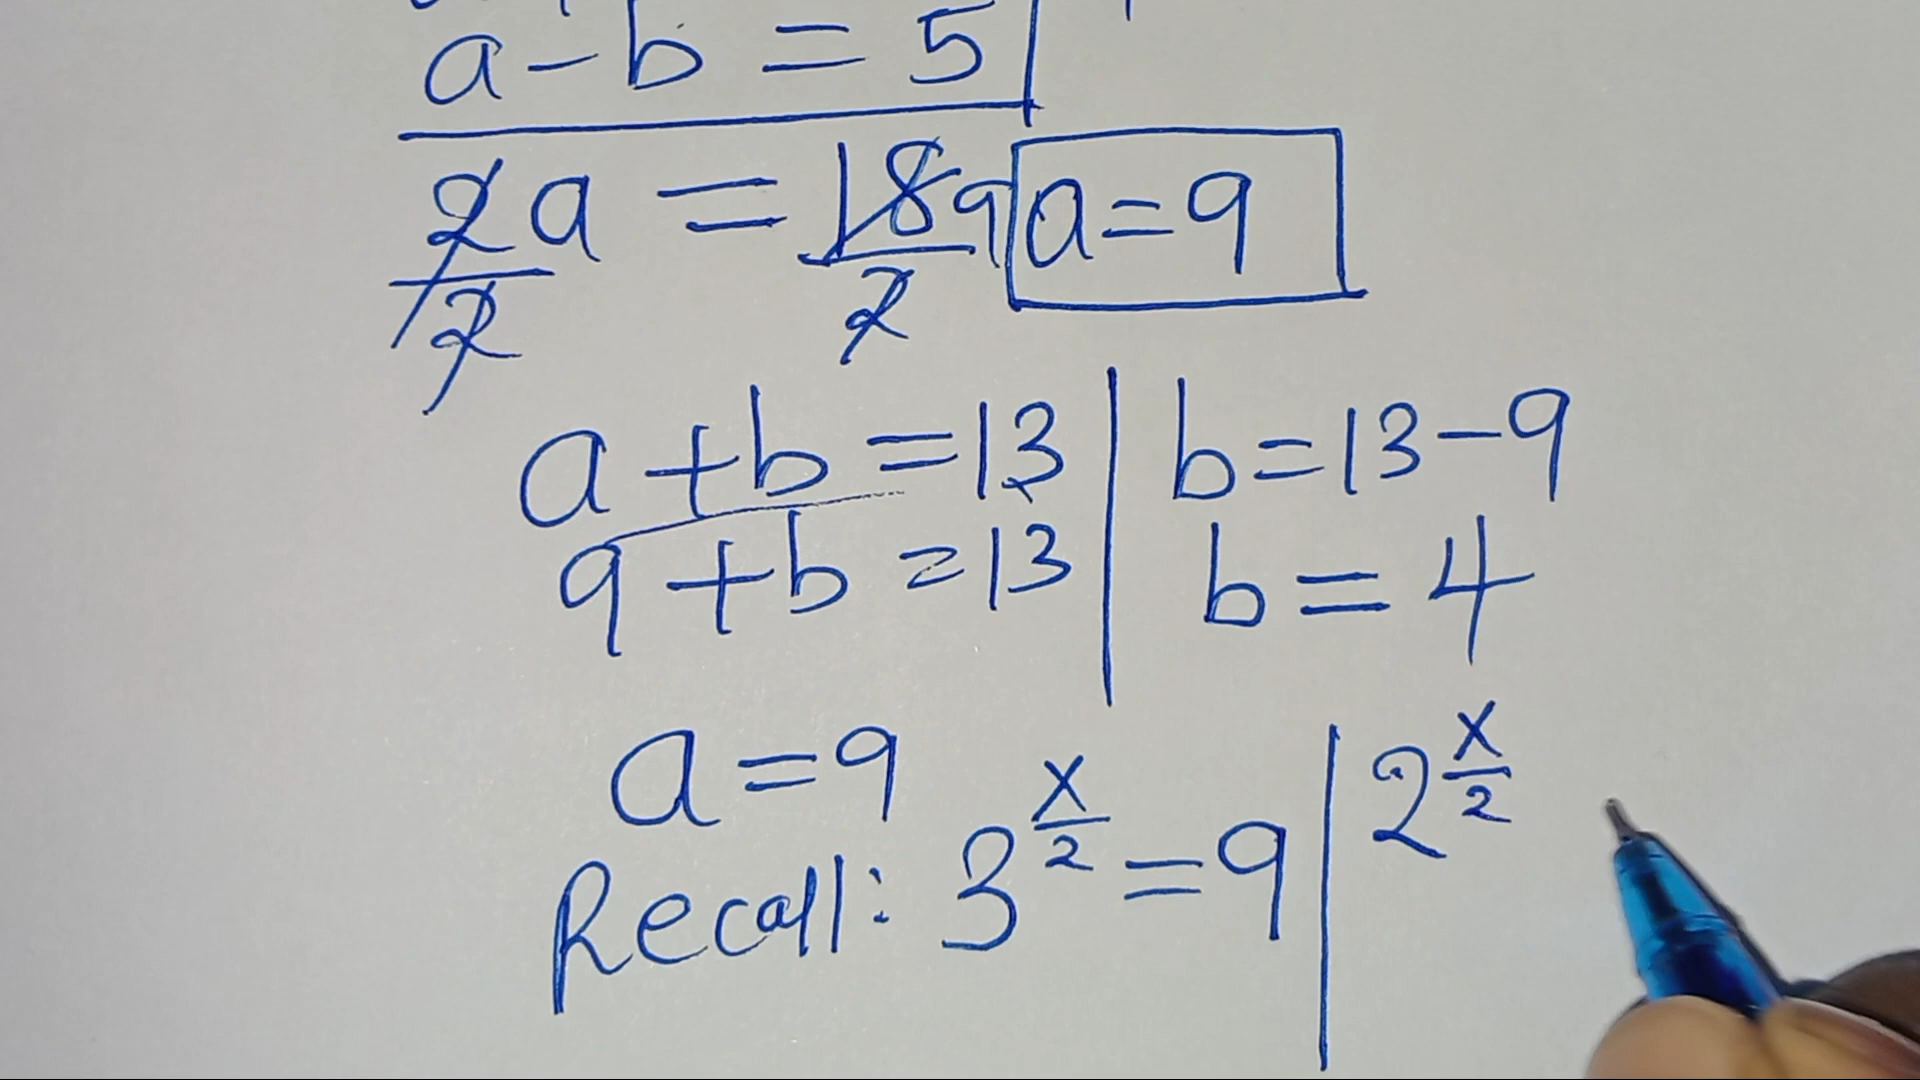 a - b = 5
2a/2 = 18/2 9 a = 9
a + b = 13 | b = 13 - 9
9 + b = 13 | b = 4
a = 9
Recall: 3^(x/2) = 9 | 2^(x/2)